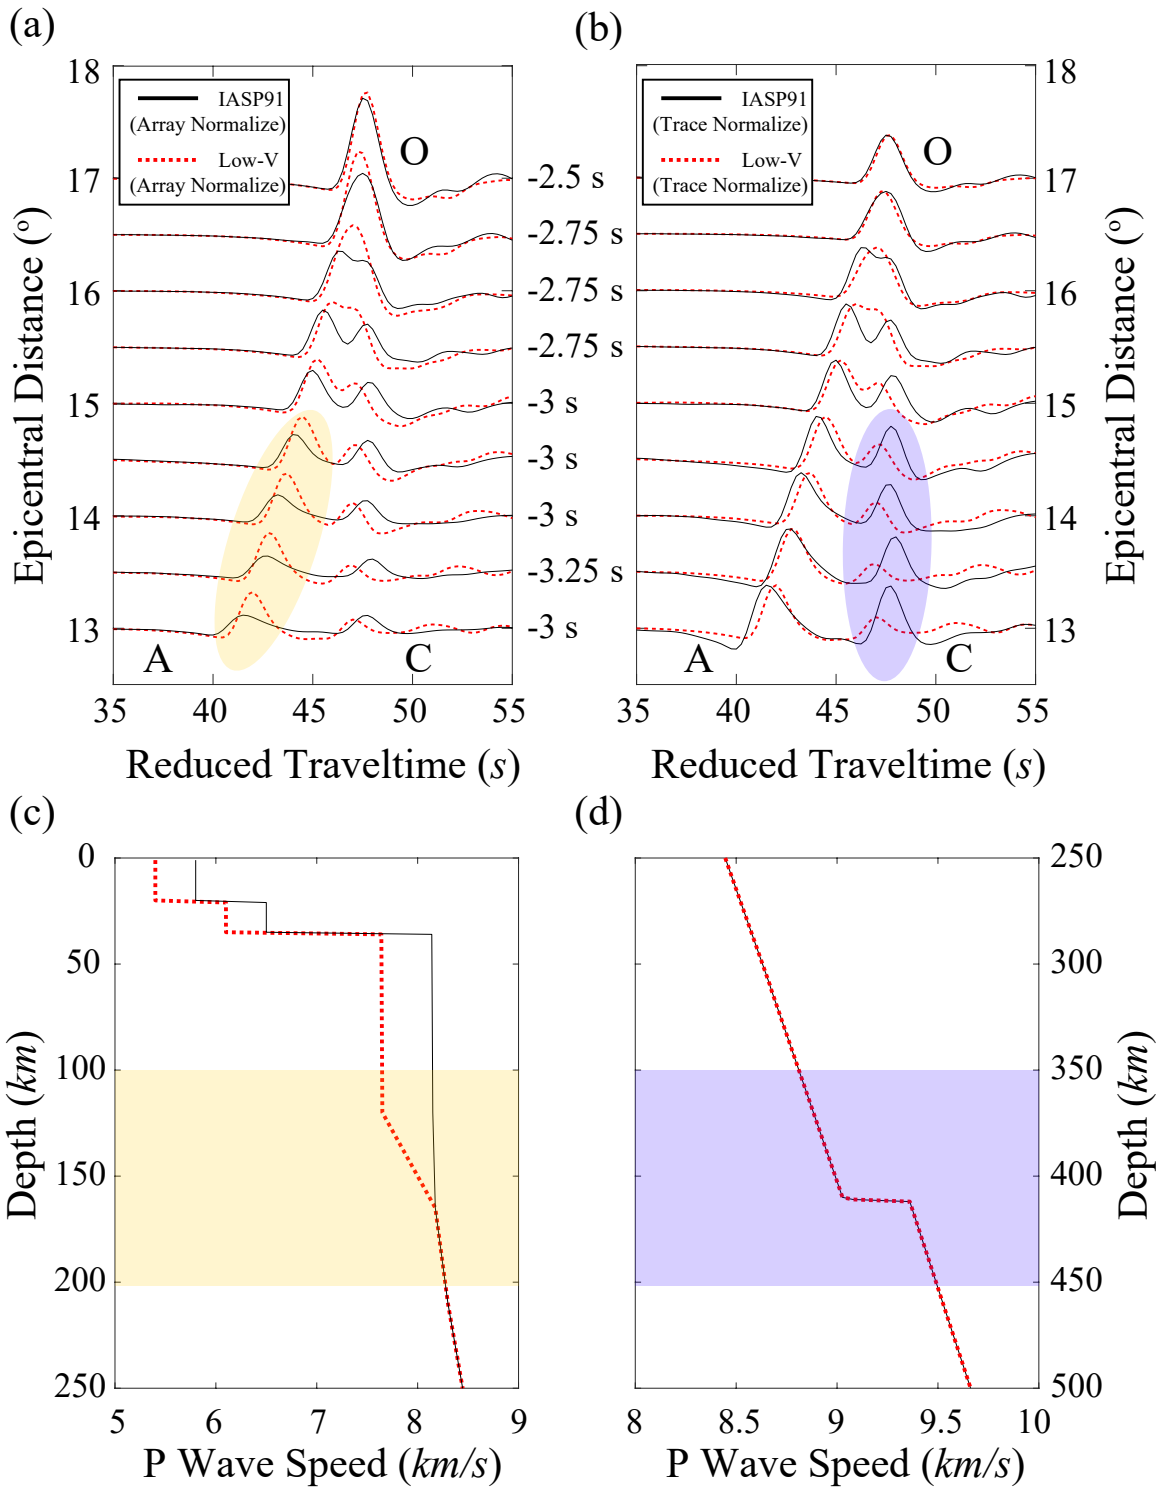 (a)
18
IASP91
(Array Normalize)
Low-V
(Array Normalize)
O
17
-2.5 s
-2.75 s
16
-2.75 s
-2.75 s
15
-3 s
-3 s
14
-3 s
-3.25 s
13
-3 s
A
C
35
40
45
50
55
Epicentral Distance (°)
Reduced Traveltime (s)
(b)
18
IASP91
(Trace Normalize)
Low-V
(Trace Normalize)
O
17
16
15
14
13
A
C
35
40
45
50
55
Epicentral Distance (°)
Reduced Traveltime (s)
(c)
0
50
100
150
200
250
5
6
7
8
9
Depth (km)
P Wave Speed (km/s)
(d)
250
300
350
400
450
500
8
8.5
9
9.5
10
Depth (km)
P Wave Speed (km/s)